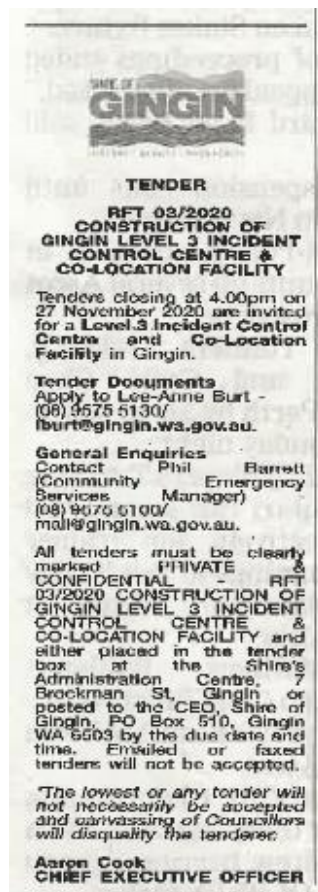 SHIRE OF
GINGIN
TENDER
RFT 03/2020
CONSTRUCTION OF
GINGIN LEVEL 3 INCIDENT
CONTROL CENTRE &
CO-LOCATION FACILITY
Tenders closing at 4.00pm on
27 November 2020 are invited
for a Level 3 Incident Control
Centre and Co-Location
Facility in Gingin.
Tender Documents
Apply to Lee-Anne Burt -
(08) 9575 5130/
lburt@gingin.wa.gov.au.
General Enquiries
Contact Phil Barrett
(Community Emergency
Services Manager)
(08) 9575 5100/
mail@gingin.wa.gov.au.
All tenders must be clearly
marked PRIVATE &
CONFIDENTIAL - RFT
03/2020 CONSTRUCTION OF
GINGIN LEVEL 3 INCIDENT
CONTROL CENTRE &
CO-LOCATION FACILITY and
either placed in the tender
box at the Shire's
Administration Centre, 7
Brockman St, Gingin or
posted to the CEO, Shire of
Gingin, PO Box 510, Gingin
WA 6503 by the due date and
time. Emailed or faxed
tenders will not be accepted.
"The lowest or any tender will
not necessarily be accepted
and canvassing of Councillors
will disqualify the tenderer.
Aaron Cook
CHIEF EXECUTIVE OFFICER